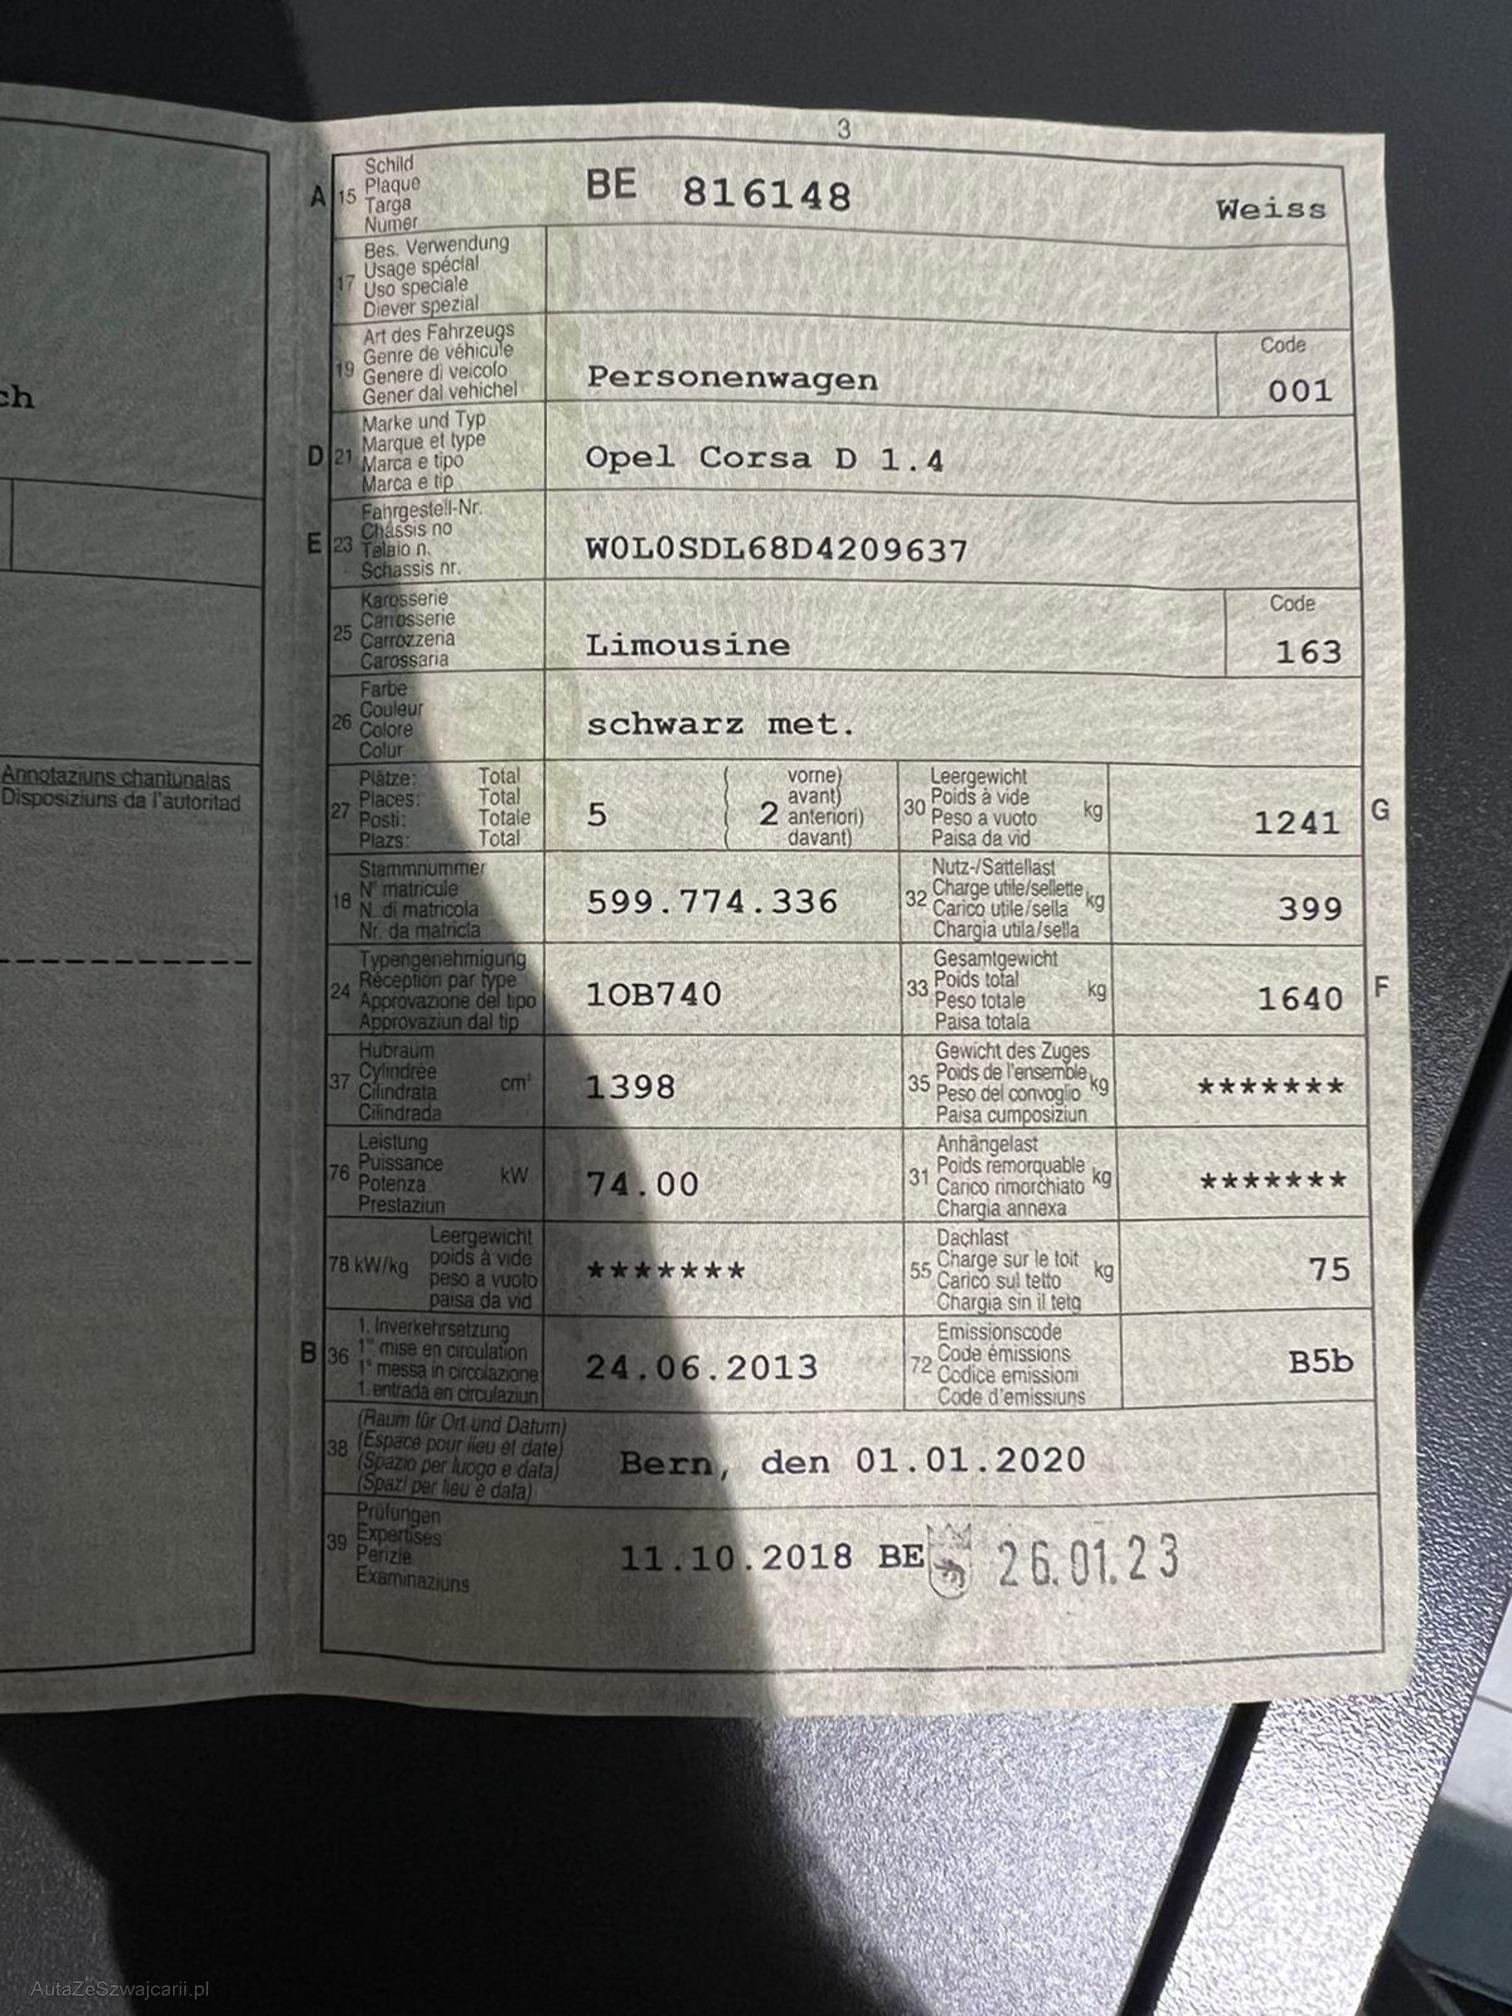 3
A 15 Schild
Plaque
Targa
Numer
BE 816148 Weiss
17 Bes. Verwendung
Usage spécial
Uso speciale
Diever spezial
19 Art des Fahrzeugs
Genre de véhicule
Genere di veicolo
Gener dal vehichel
Personenwagen
Code
001
D 21 Marke und Typ
Marque et type
Marca e tipo
Marca e tip
Opel Corsa D 1.4
E 23 Fahrgestell-Nr.
Châssis no
Telaio n.
Schassis nr.
W0L0SDL68D4209637
25 Karosserie
Carrosserie
Carrozzeria
Carossaria
Limousine
Code
163
26 Farbe
Couleur
Colore
Colur
schwarz met.
27 Plätze: Total
Places: Total
Posti: Totale
Plazs: Total
5
( 2 vorne)
avant)
anteriori)
davant)
30 Leergewicht
Poids à vide
Peso a vuoto
Paisa da vid
kg
1241 G
18 Stammnummer
N° matricule
N. di matricola
Nr. da matricla
599.774.336
32 Nutz-/Sattellast
Charge utile/sellette
Carico utile/sella
Chargia utila/sella
kg
399
24 Typengenehmigung
Réception par type
Approvazione del tipo
Approvaziun dal tip
1OB740
33 Gesamtgewicht
Poids total
Peso totale
Paisa totala
kg
1640 F
37 Hubraum
Cylindrée
Cilindrata
Cilindrada
cm³
1398
35 Gewicht des Zuges
Poids de l'ensemble
Peso del convoglio
Paisa cumposiziun
kg
*******
76 Leistung
Puissance
Potenza
Prestaziun
kW
74.00
31 Anhängelast
Poids remorquable
Carico rimorchiato
Chargia annexa
kg
*******
78 kW/kg Leergewicht
poids à vide
peso a vuoto
paisa da vid
*******
55 Dachlast
Charge sur le toit
Carico sul tetto
Chargia sin il tetg
kg
75
B 36 1. Inverkehrsetzung
1re mise en circulation
1a messa in circolazione
1. entrada en circulaziun
24.06.2013
72 Emissionscode
Code émissions
Codice emissioni
Code d'emissiuns
B5b
38 (Raum für Ort und Datum)
(Espace pour lieu et date)
(Spazio per luogo e data)
(Spazi per lieu e data)
Bern, den 01.01.2020
39 Prüfungen
Expertises
Perizie
Examinaziuns
11.10.2018 BE 26.01.23
ch
Annotaziuns chantunalas
Disposiziuns da l'autoritad
AutaZeSzwajcarii.pl